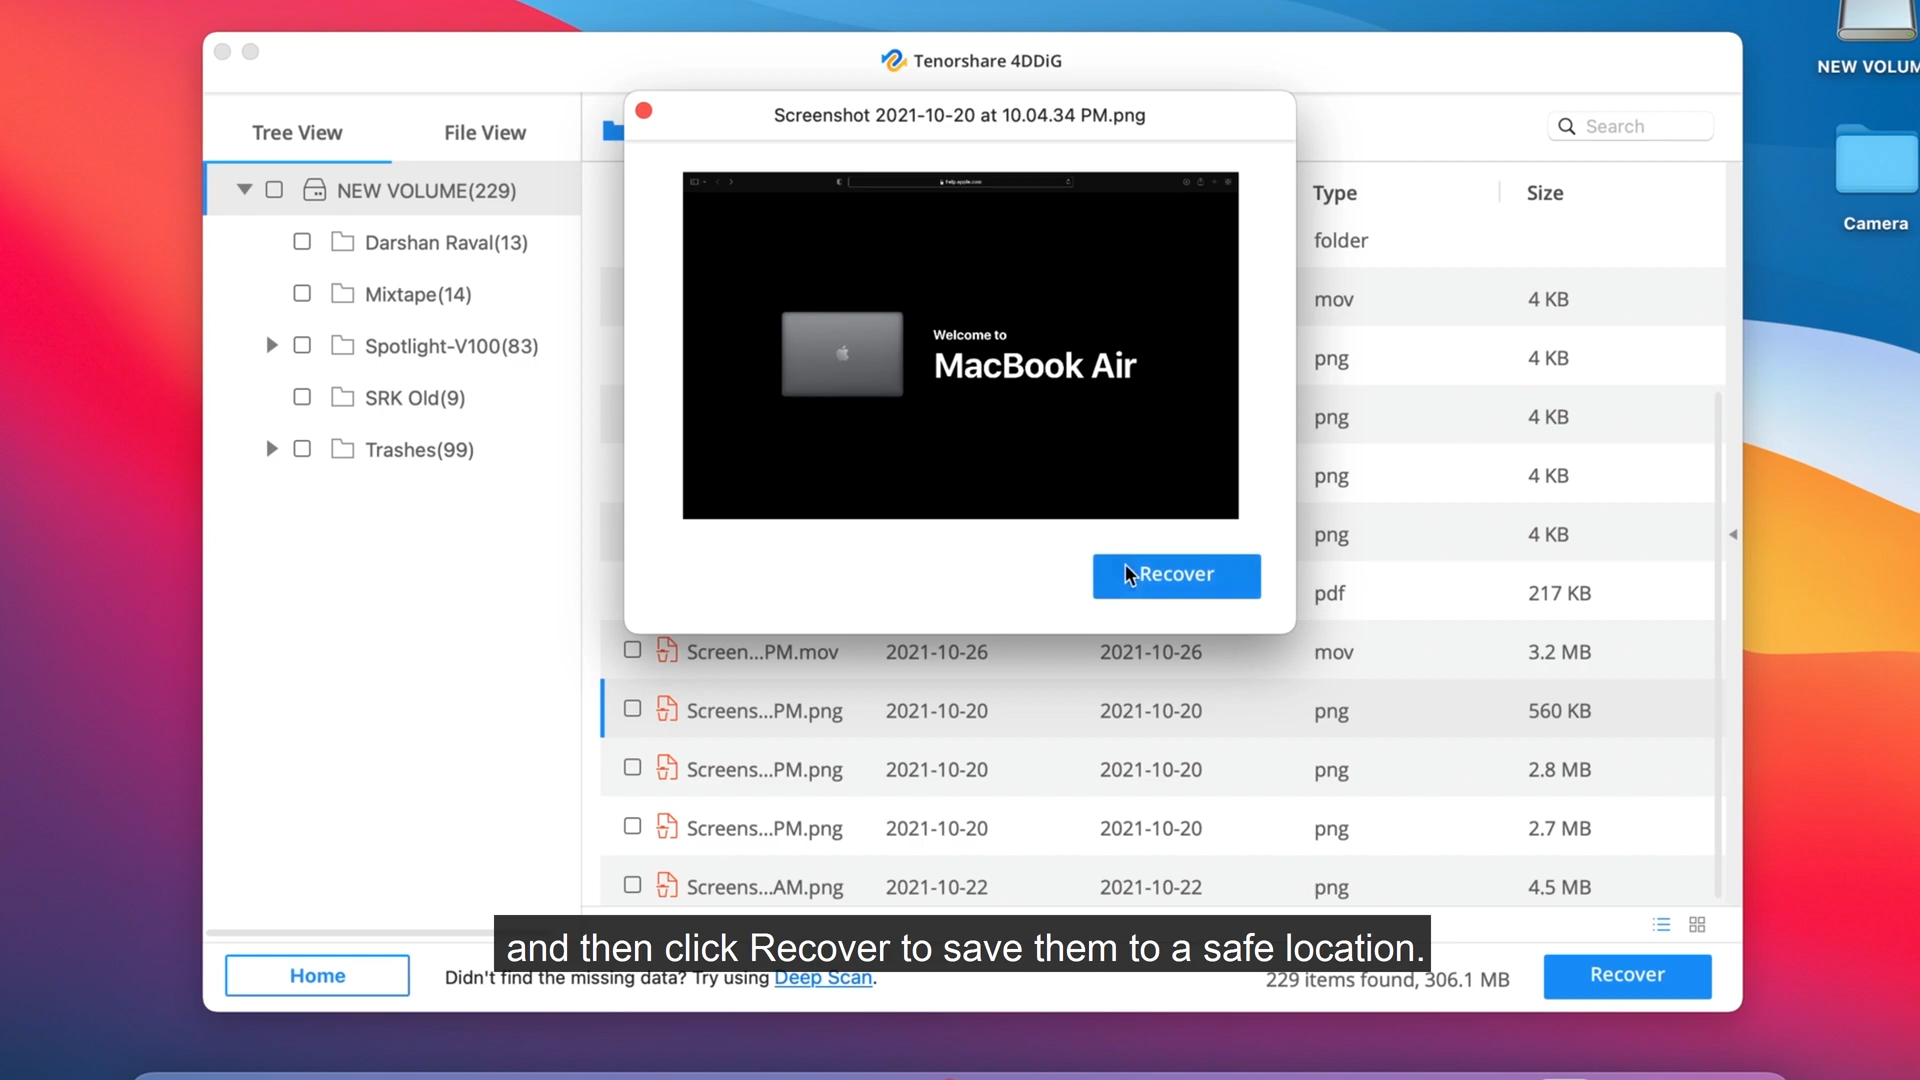 Tenorshare 4DDiG
NEW VOLUM
Screenshot 2021-10-20 at 10.04.34 PM.png
Tree View
File View
Search
help.apple.com
NEW VOLUME(229)
Type
Size
Camera
Darshan Raval(13)
folder
Mixtape(14)
mov 4 KB
Spotlight-V100(83)
Welcome to
MacBook Air
png 4 KB
SRK Old(9)
png 4 KB
Trashes(99)
png 4 KB
png 4 KB
Recover
pdf 217 KB
Screen...PM.mov 2021-10-26 2021-10-26 mov 3.2 MB
Screens...PM.png 2021-10-20 2021-10-20 png 560 KB
Screens...PM.png 2021-10-20 2021-10-20 png 2.8 MB
Screens...PM.png 2021-10-20 2021-10-20 png 2.7 MB
Screens...AM.png 2021-10-22 2021-10-22 png 4.5 MB
and then click Recover to save them to a safe location.
Home
Didn't find the missing data? Try using Deep Scan.
229 items found, 306.1 MB
Recover